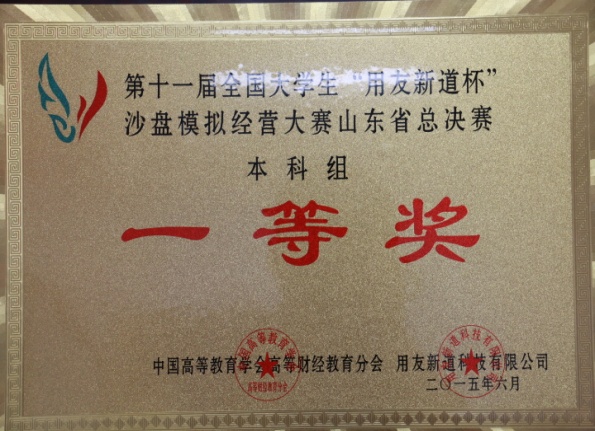 第十一届全国大学生“用友新道杯”
沙盘模拟经营大赛山东省总决赛
本科组
一等奖
中国高等教育学会高等财经教育分会 用友新道科技有限公司
二〇一五年六月